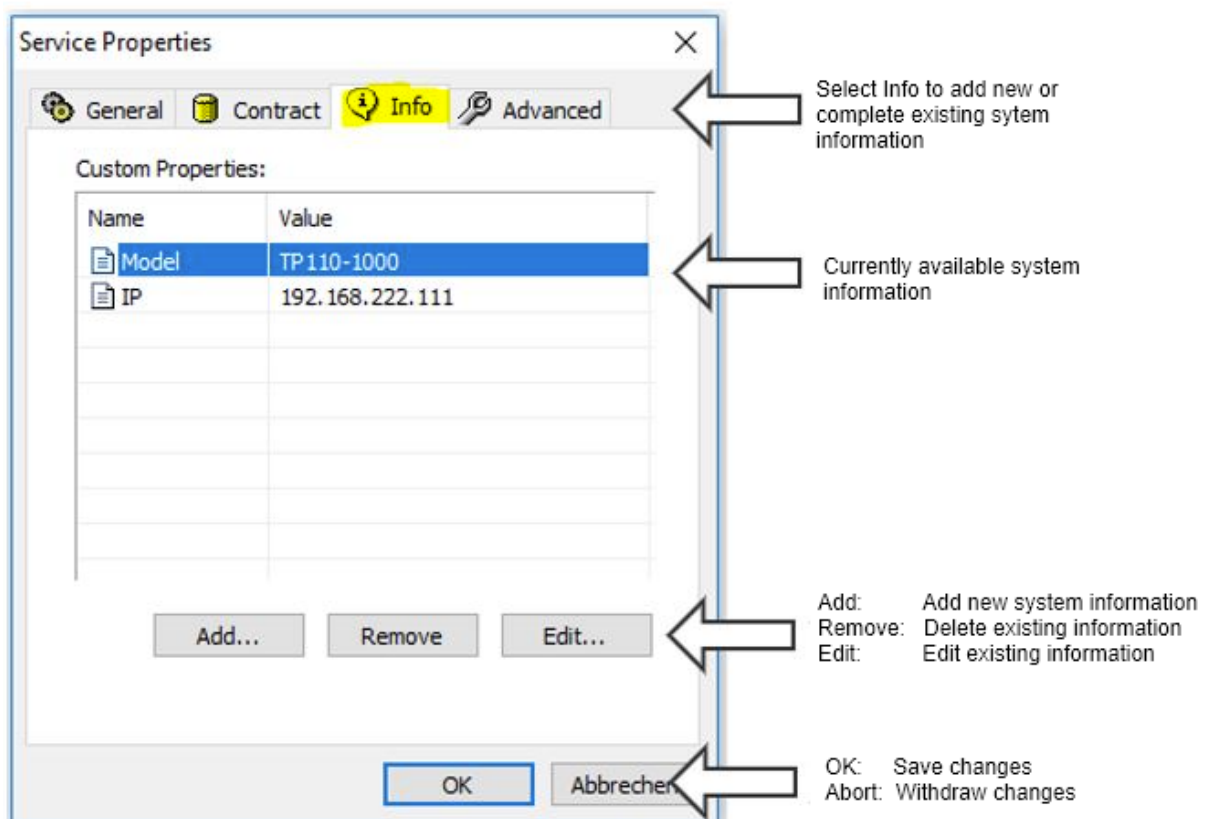 Service Properties
General Contract Info Advanced
Select Info to add new or
complete existing sytem
information
Custom Properties:
Name Value
Model TP110-1000
IP 192.168.222.111
Currently available system
information
Add... Remove Edit...
Add: Add new system information
Remove: Delete existing information
Edit: Edit existing information
OK Abbrechen
OK: Save changes
Abort: Withdraw changes